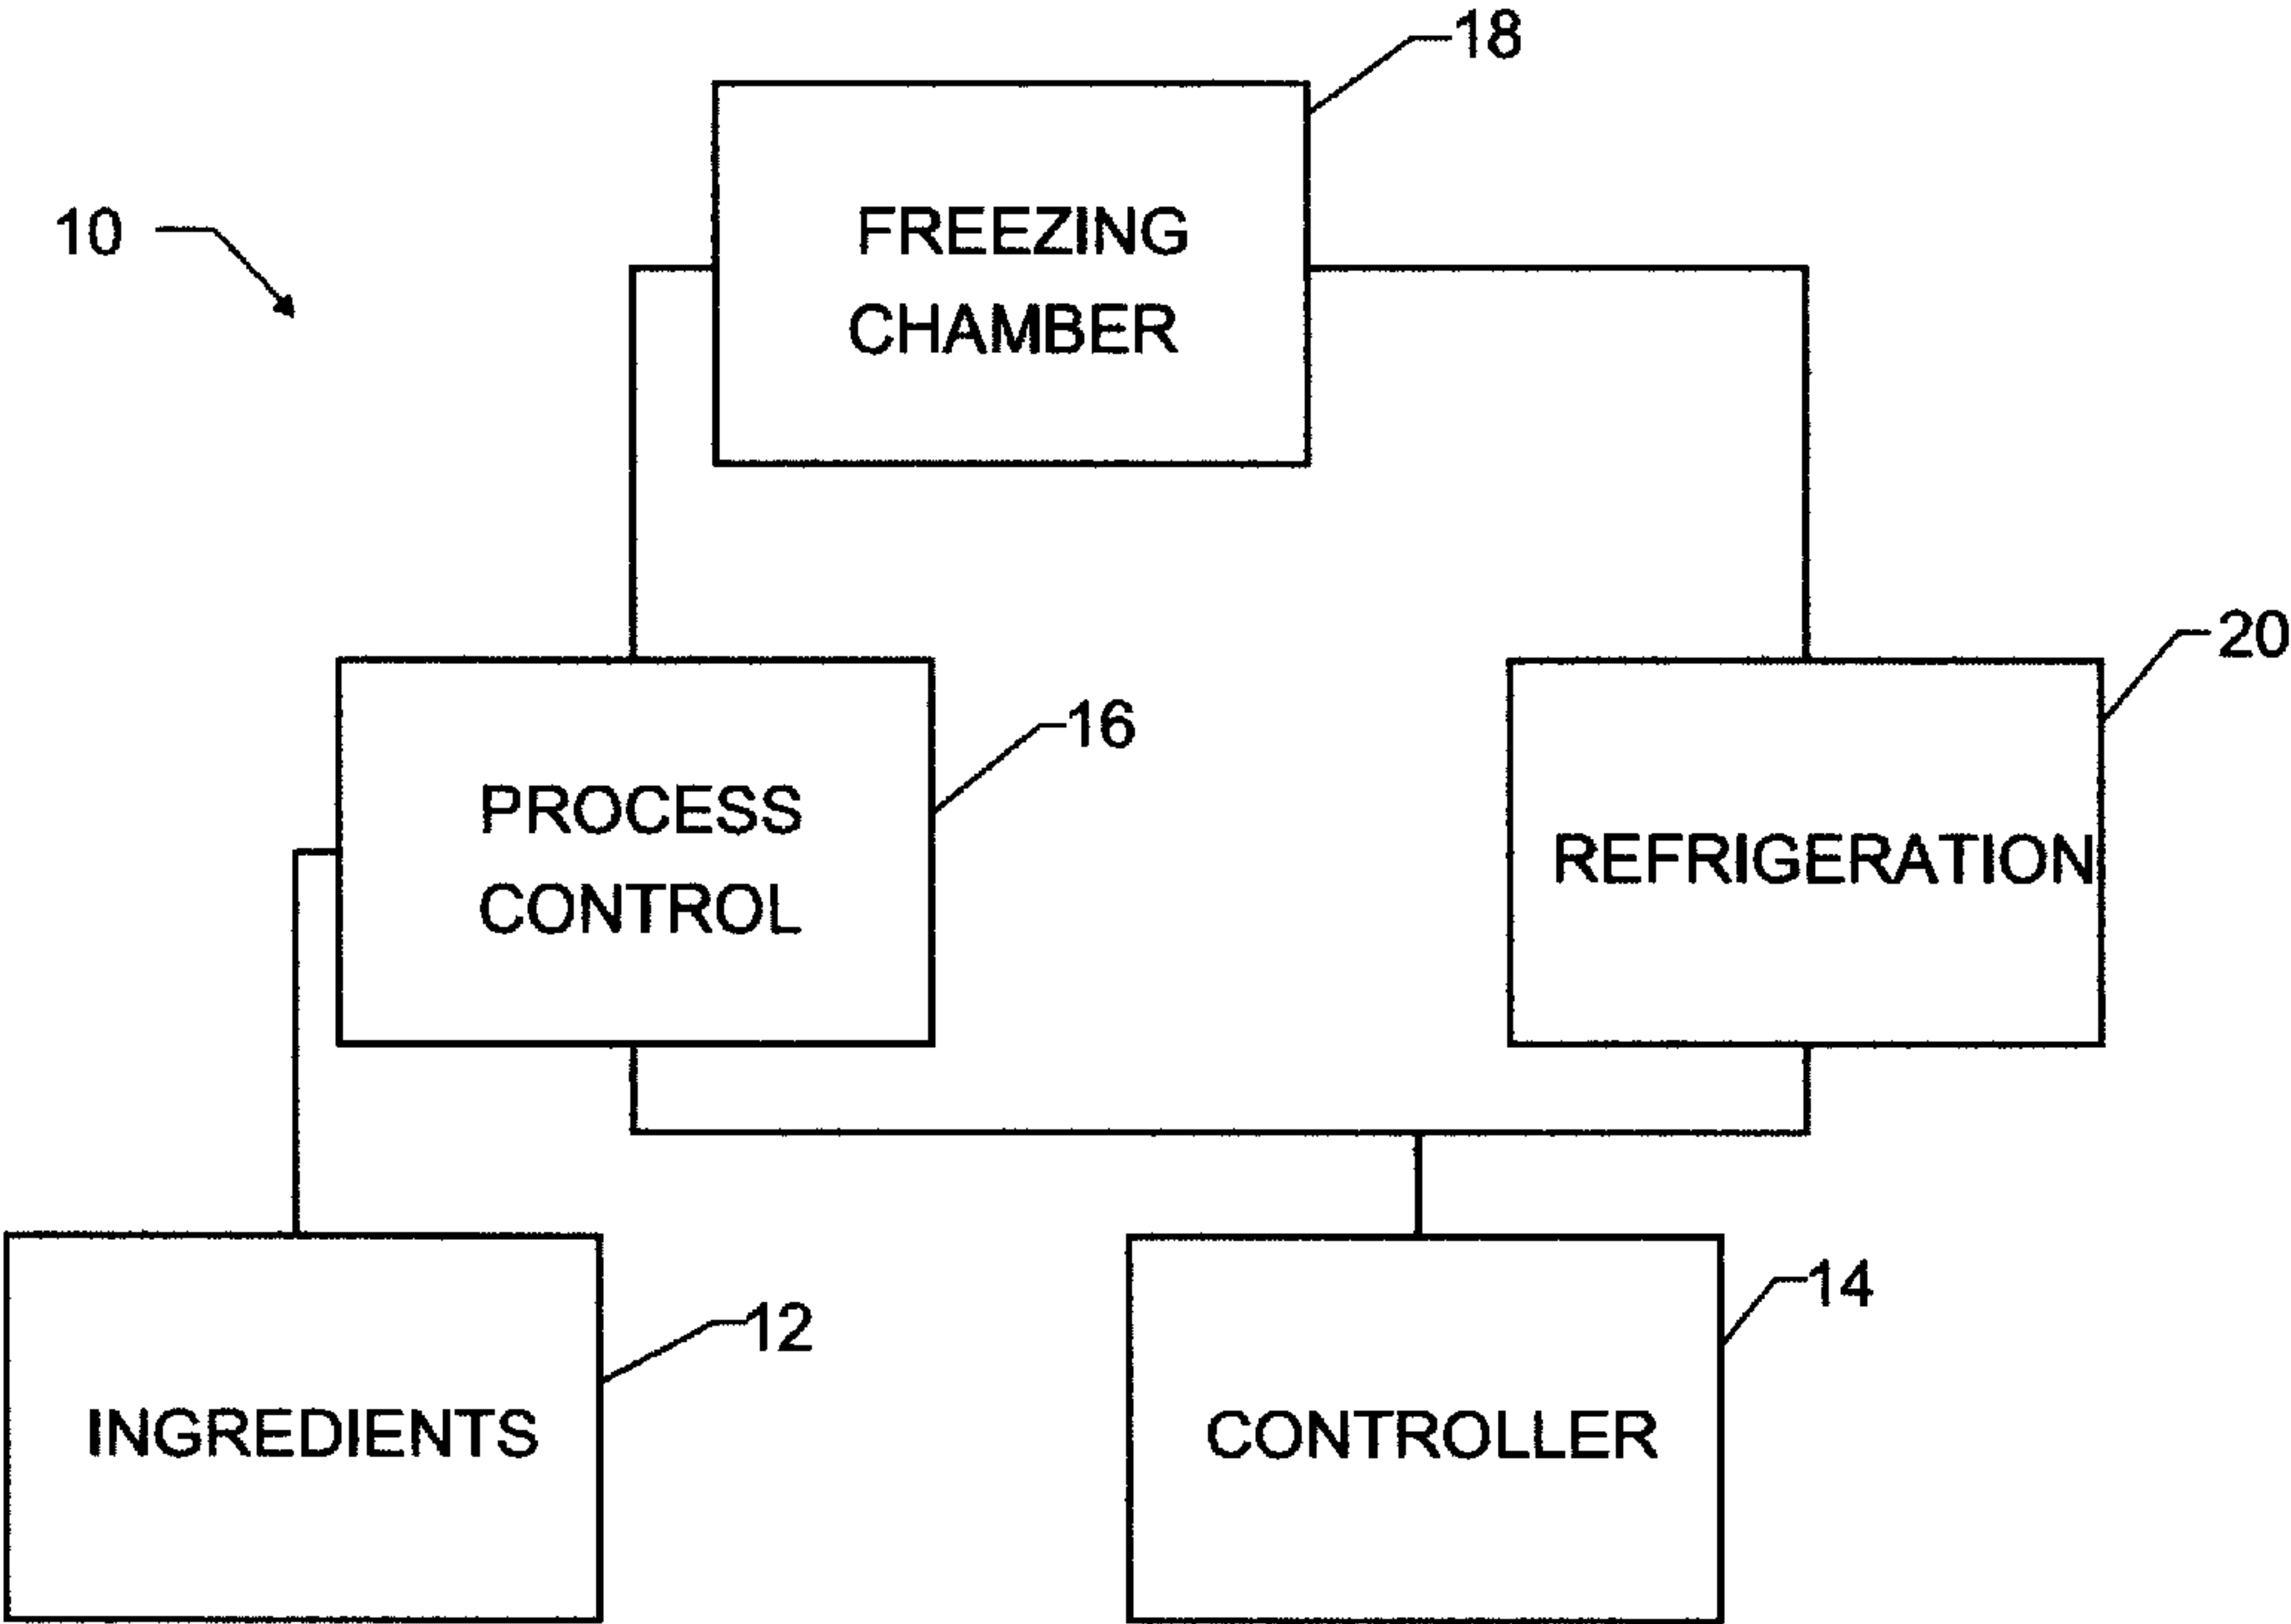 18
10
FREEZING
CHAMBER
20
16
PROCESS
CONTROL
REFRIGERATION
14
12
INGREDIENTS
CONTROLLER